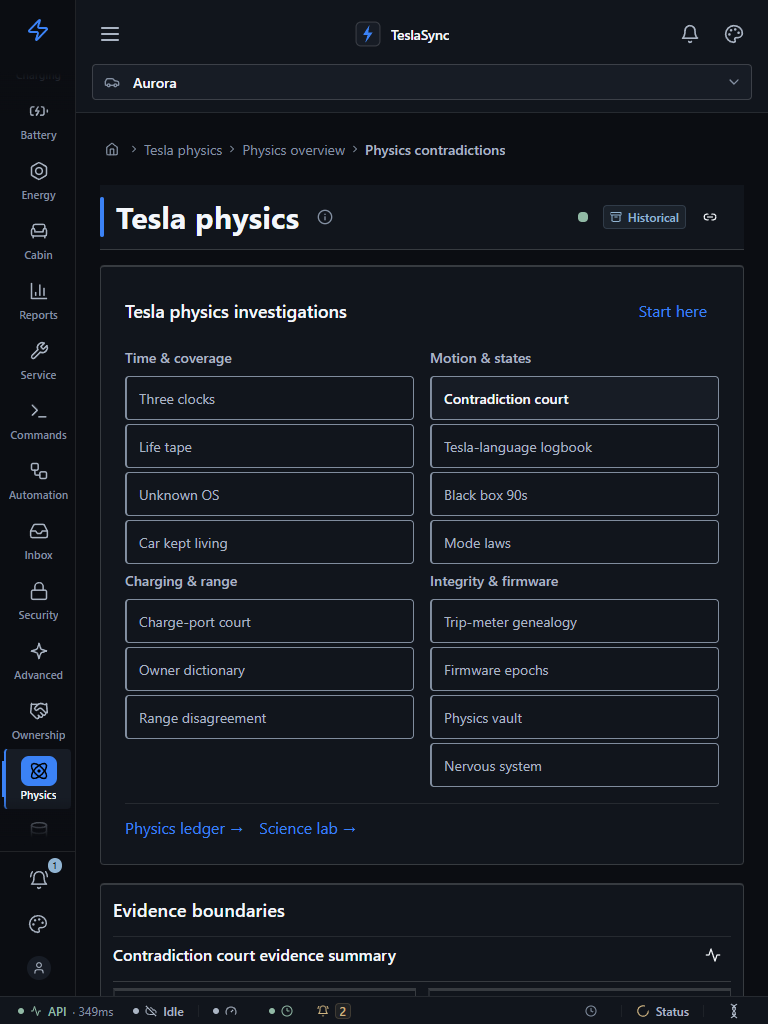 TeslaSync
Aurora
Battery
Energy
Cabin
Reports
Service
Commands
Automation
Inbox
Security
Advanced
Ownership
Physics
1
Tesla physics > Physics overview > Physics contradictions
Tesla physics
Historical
Tesla physics investigations
Start here
Time & coverage
Three clocks
Life tape
Unknown OS
Car kept living
Motion & states
Contradiction court
Tesla-language logbook
Black box 90s
Mode laws
Charging & range
Charge-port court
Owner dictionary
Range disagreement
Integrity & firmware
Trip-meter genealogy
Firmware epochs
Physics vault
Nervous system
Physics ledger → Science lab →
Evidence boundaries
Contradiction court evidence summary
API · 349ms Idle 2 Status